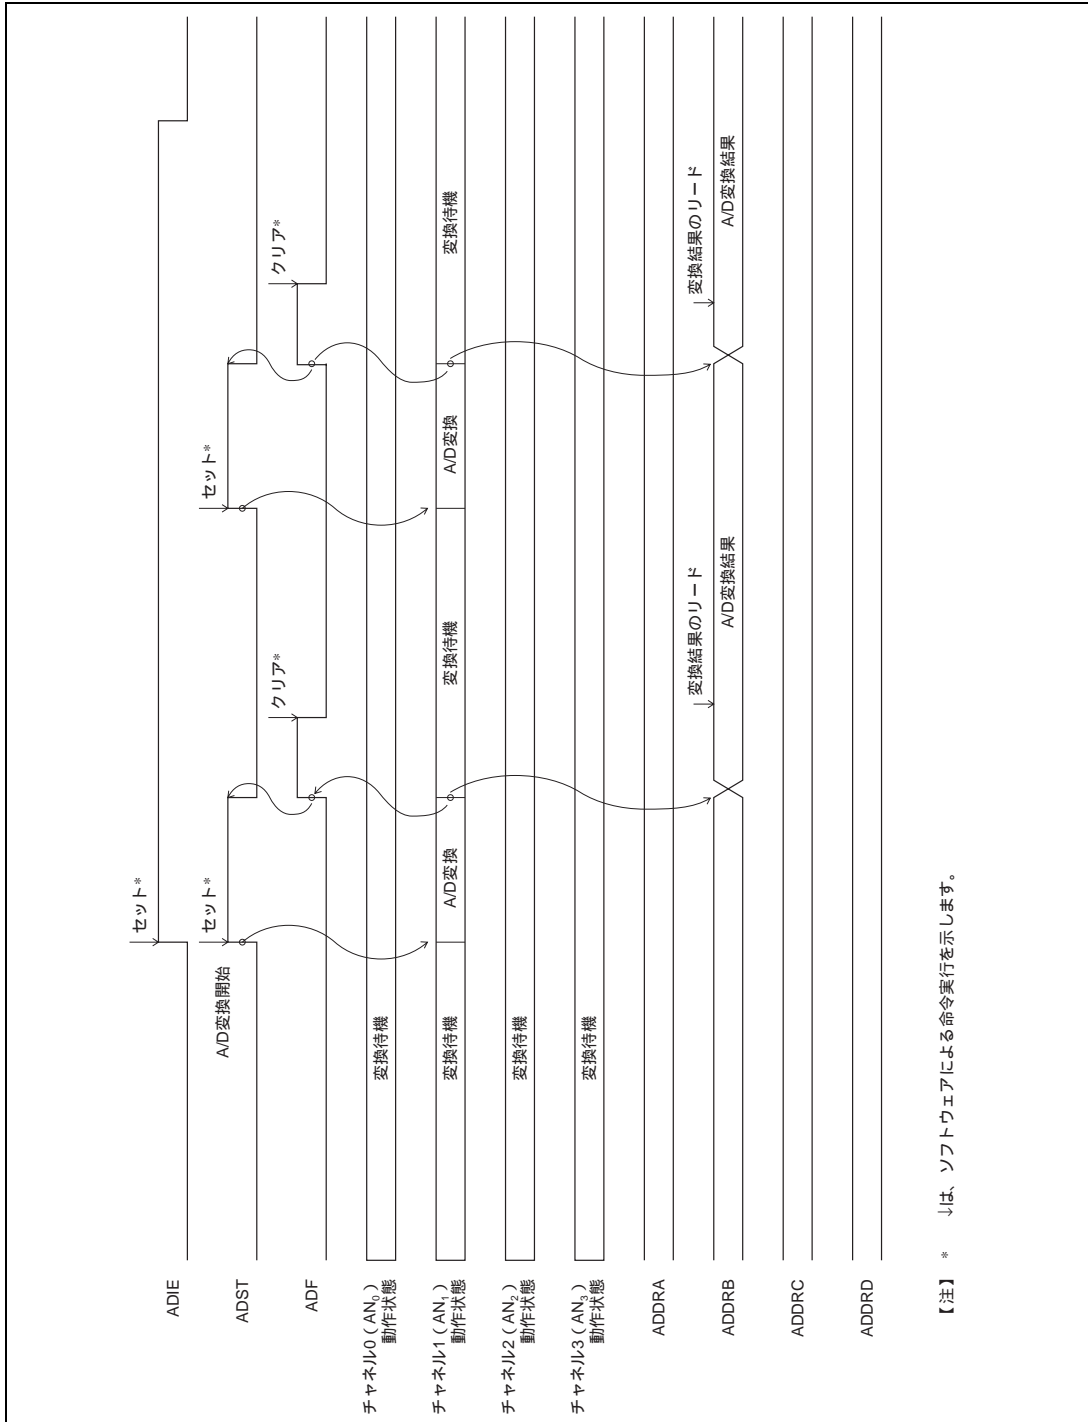 ADIE
セット*
ADST
A/D変換開始
セット*
セット*
ADF
クリア*
クリア*
チャネル0（AN₀）
動作状態
変換待機
チャネル1（AN₁）
動作状態
変換待機
A/D変換
変換待機
A/D変換
変換待機
チャネル2（AN₂）
動作状態
変換待機
チャネル3（AN₃）
動作状態
変換待機
ADDRA
変換結果のリード
変換結果のリード
ADDRB
A/D変換結果
A/D変換結果
ADDRC
ADDRD
【注】 * ↓は、ソフトウェアによる命令実行を示します。